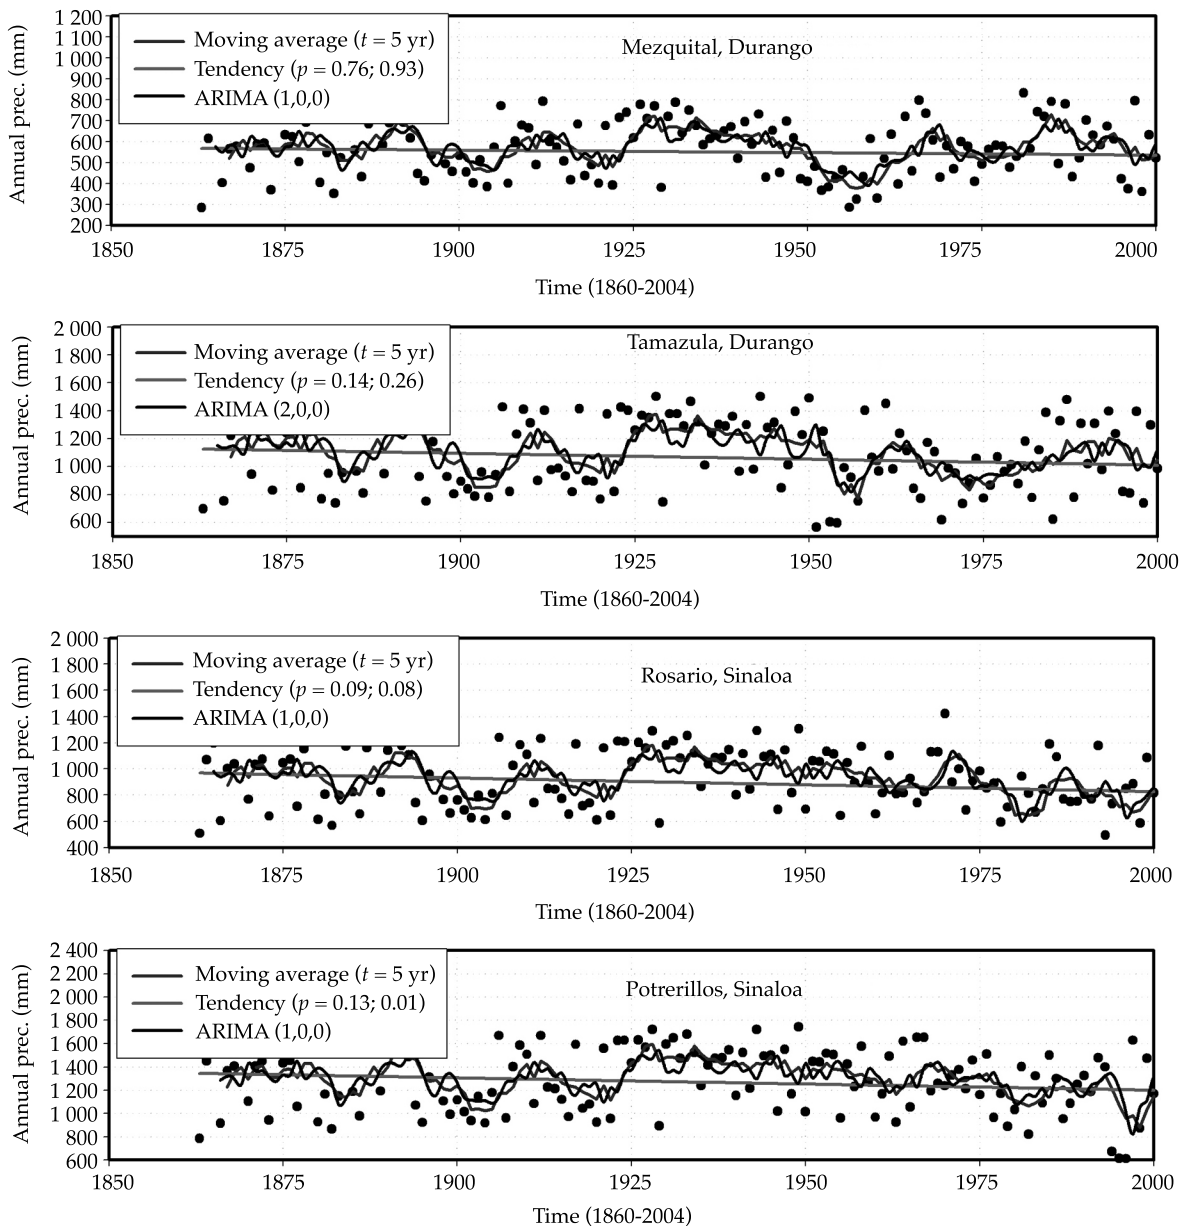 Mezquital, Durango
Moving average (t = 5 yr)
Tendency (p = 0.76; 0.93)
ARIMA (1,0,0)
Annual prec. (mm)
1 200
1 100
1 000
900
800
700
600
500
400
300
200
1850 1875 1900 1925 1950 1975 2000
Time (1860-2004)
Tamazula, Durango
Moving average (t = 5 yr)
Tendency (p = 0.14; 0.26)
ARIMA (2,0,0)
Annual prec. (mm)
2 000
1 800
1 600
1 400
1 200
1 000
800
600
1850 1875 1900 1925 1950 1975 2000
Time (1860-2004)
Rosario, Sinaloa
Moving average (t = 5 yr)
Tendency (p = 0.09; 0.08)
ARIMA (1,0,0)
Annual prec. (mm)
2 000
1 800
1 600
1 400
1 200
1 000
800
600
400
1850 1875 1900 1925 1950 1975 2000
Time (1860-2004)
Potrerillos, Sinaloa
Moving average (t = 5 yr)
Tendency (p = 0.13; 0.01)
ARIMA (1,0,0)
Annual prec. (mm)
2 400
2 200
2 000
1 800
1 600
1 400
1 200
1 000
800
600
1850 1875 1900 1925 1950 1975 2000
Time (1860-2004)